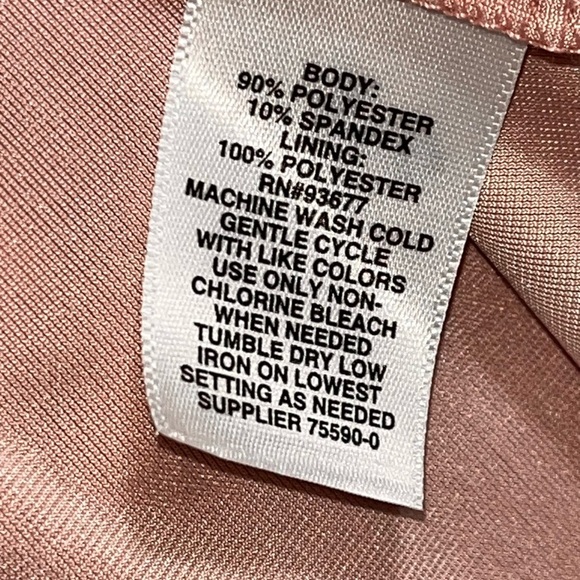 BODY:
90% POLYESTER
10% SPANDEX
LINING:
100% POLYESTER
RN#93677
MACHINE WASH COLD
GENTLE CYCLE
WITH LIKE COLORS
USE ONLY NON-
CHLORINE BLEACH
WHEN NEEDED
TUMBLE DRY LOW
IRON ON LOWEST
SETTING AS NEEDED
SUPPLIER 75590-0